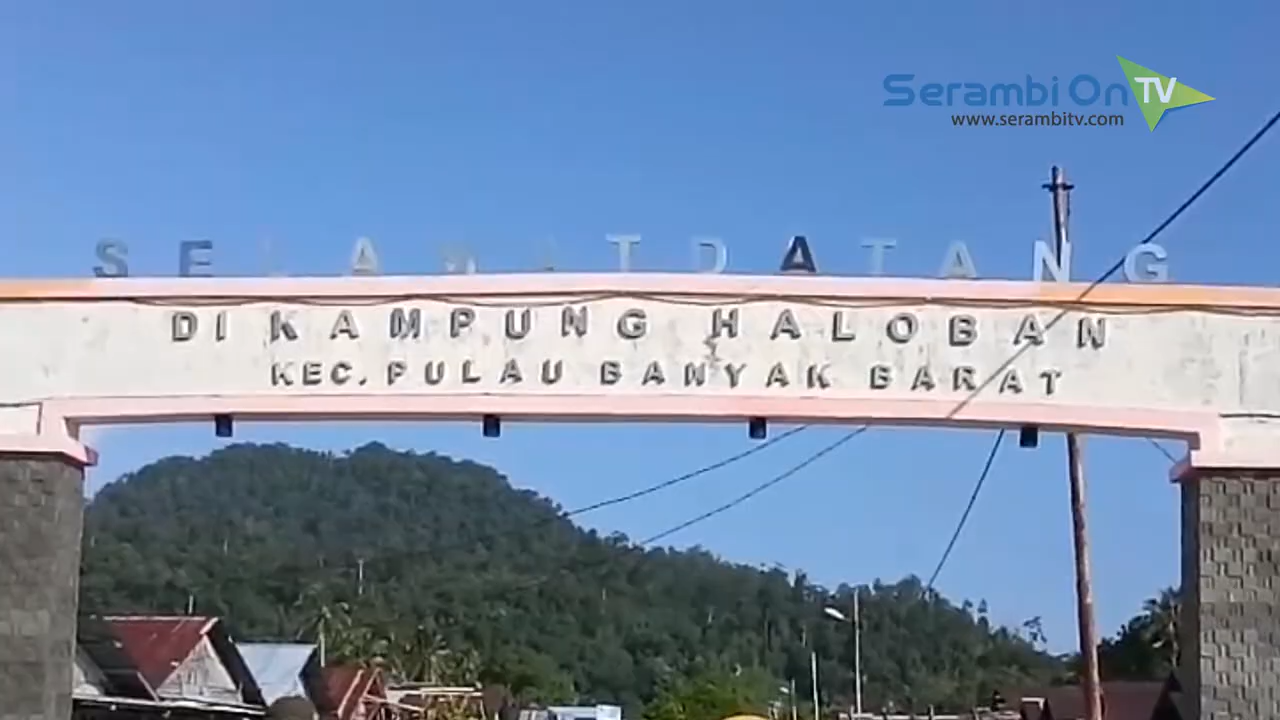 Serambi On TV
www.serambitv.com
SELAMAT DATANG
DI KAMPUNG HALOBAN
KEC. PULAU BANYAK BARAT